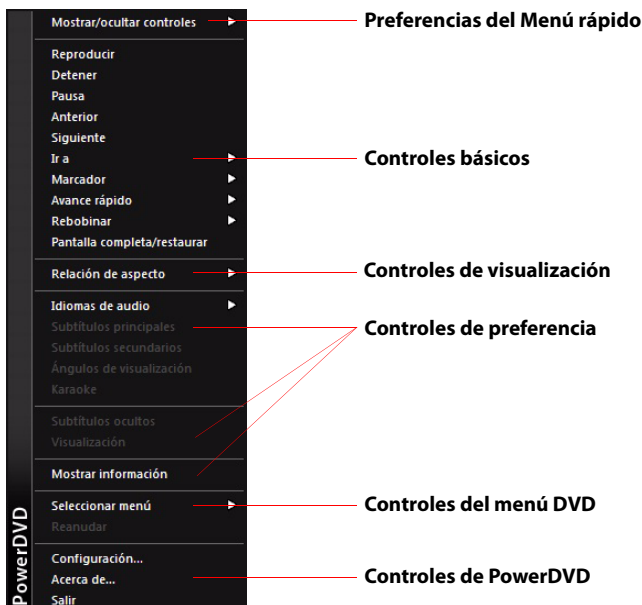 Mostrar/ocultar controles
Preferencias del Menú rápido
Reproducir
Detener
Pausa
Anterior
Siguiente
Ir a
Controles básicos
Marcador
Avance rápido
Rebobinar
Pantalla completa/restaurar
Relación de aspecto
Controles de visualización
Idiomas de audio
Subtítulos principales
Controles de preferencia
Subtítulos secundarios
Ángulos de visualización
Karaoke
Subtítulos ocultos
Visualización
Mostrar información
Seleccionar menú
Controles del menú DVD
Reanudar
Configuración...
Acerca de...
Controles de PowerDVD
Salir
PowerDVD